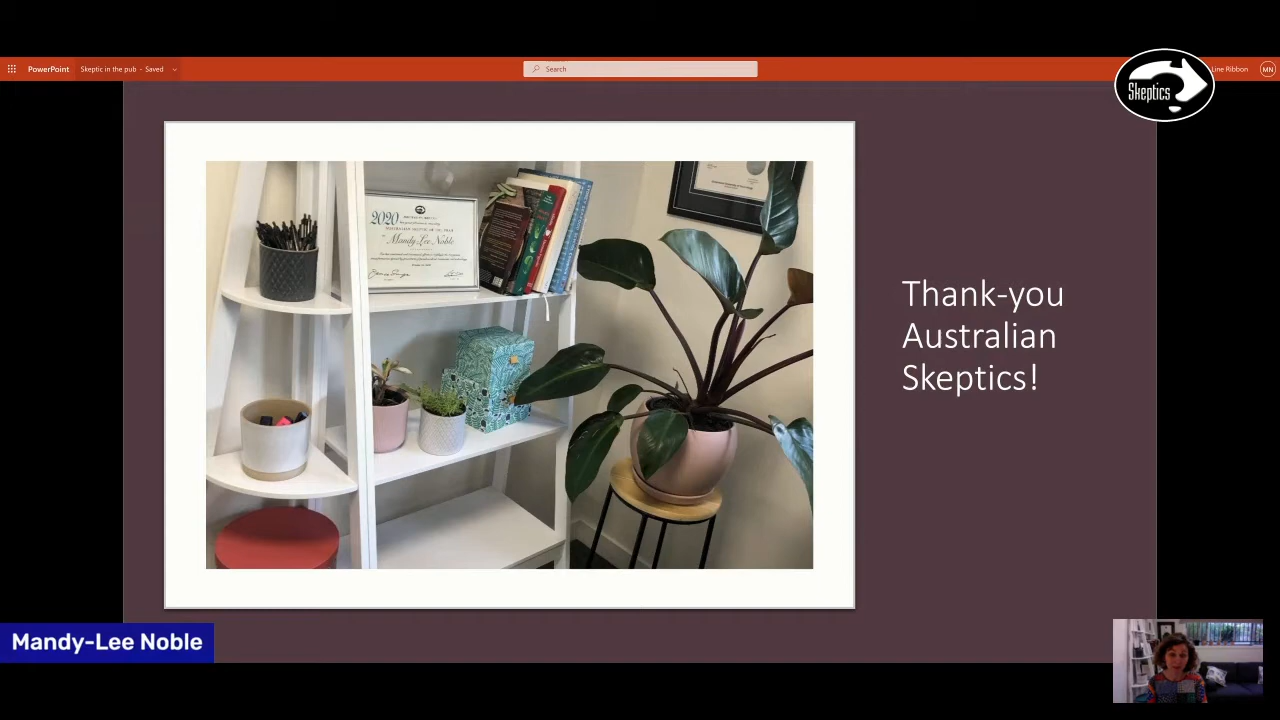 PowerPoint
Skeptic in the pub - Saved
Search
Line Ribbon
MN
Skeptics
2020
Mandy-Lee Noble
Thank-you
Australian
Skeptics!
Mandy-Lee Noble